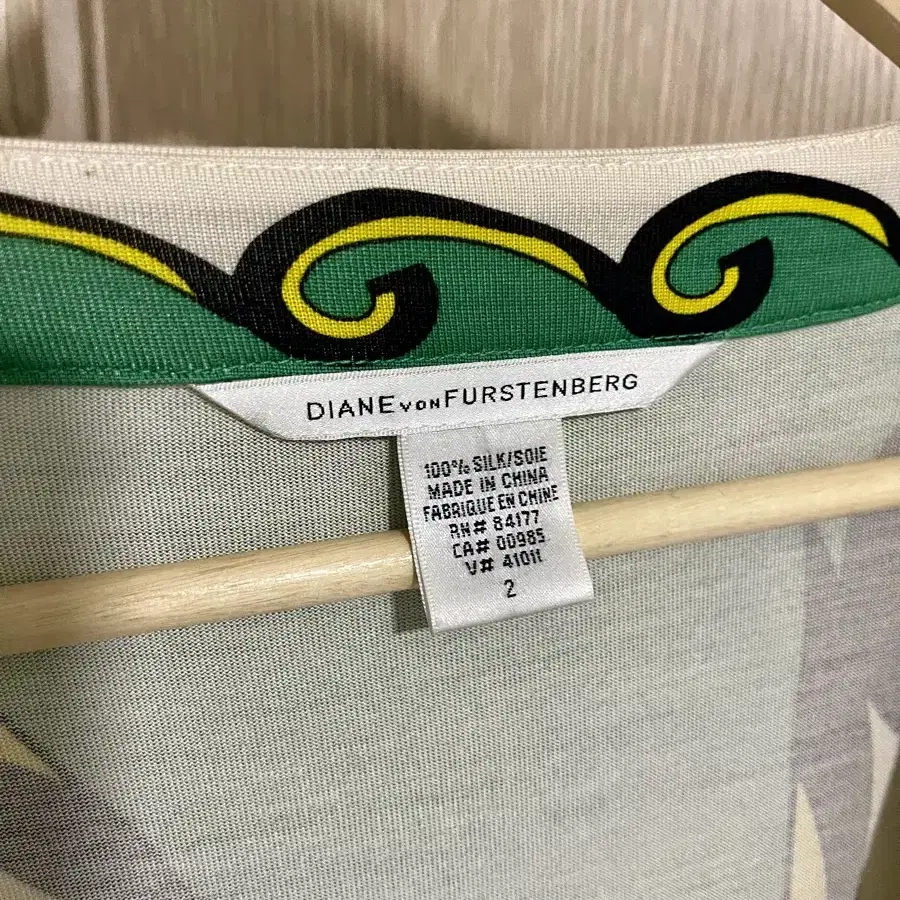 DIANE VON FURSTENBERG
100% SILK/SOIE
MADE IN CHINA
FABRIQUE EN CHINE
RN# 84177
CA# 00985
V# 41011
2